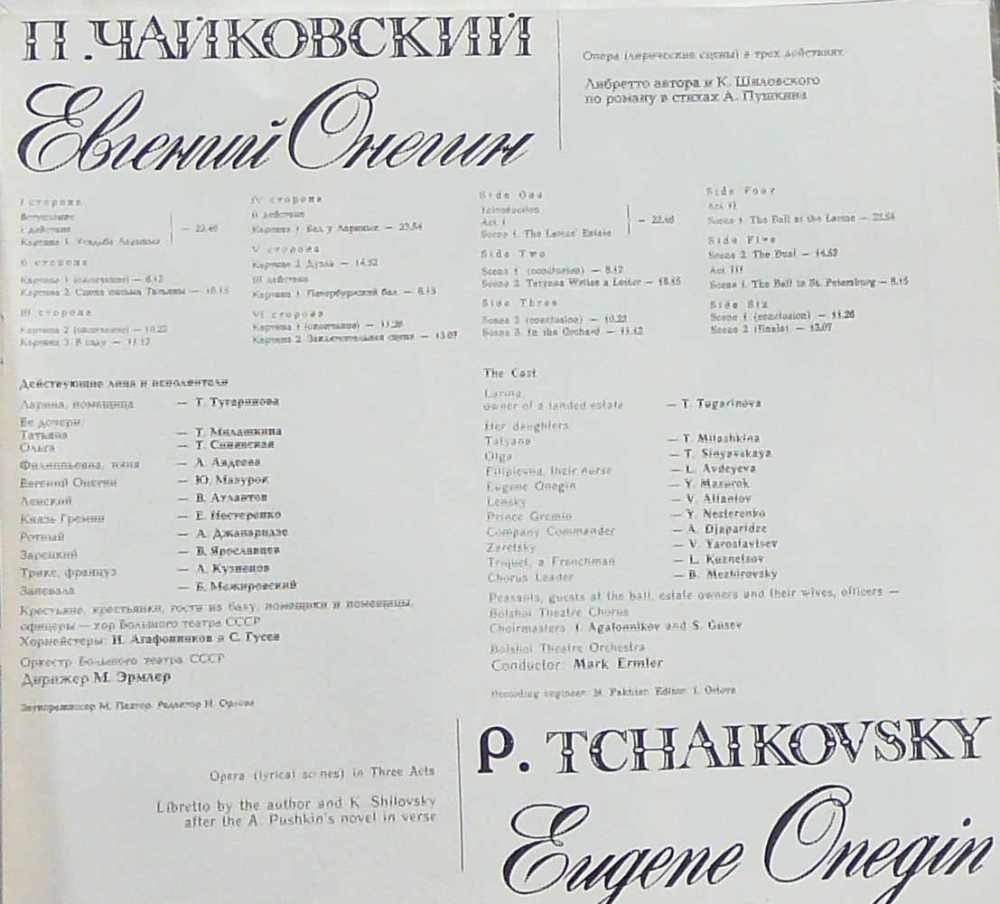 П. ЧАЙКОВСКИЙ
Евгений Онегин
Опера (лирические сцены) в трех действиях
Либретто автора и К. Шиловского
по роману в стихах А. Пушкина
I сторона
Вступление
I действие
Картина 1. Усадьба Лариных
— 22.46
II сторона
Картина 1 (окончание) — 8.12
Картина 2. Сцена письма Татьяны — 18.15
III сторона
Картина 2 (окончание) — 10.22
Картина 3. В саду — 11.12
IV сторона
II действие
Картина 1. Бал у Лариных — 23.54
V сторона
Картина 2. Дуэль — 14.52
III действие
Картина 1. Петербургский бал — 8.15
VI сторона
Картина 1 (окончание) — 11.26
Картина 2. Заключительная сцена — 13.07
Side One
Introduction
Act I
Scene 1. The Larins' Estate
— 22.46
Side Two
Scene 1. (conclusion) — 8.12
Scene 2. Tatyana Writes a Letter — 18.15
Side Three
Scene 2 (conclusion) — 10.22
Scene 3. In the Orchard — 11.12
Side Four
Act II
Scene 1. The Ball at the Larins' — 23.54
Side Five
Scene 2. The Duel — 14.52
Act III
Scene 1. The Ball in St. Petersburg — 8.15
Side Six
Scene 1. (conclusion) — 11.26
Scene 2 (finale) — 13.07
Действующие лица и исполнители
Ларина, помещица — Т. Тугаринова
Ее дочери:
Татьяна — Т. Милашкина
Ольга — Т. Синявская
Филиппьевна, няня — Л. Авдеева
Евгений Онегин — Ю. Мазурок
Ленский — В. Атлантов
Князь Гремин — Е. Нестеренко
Ротный — А. Джапаридзе
Зарецкий — В. Ярославцев
Трике, француз — Л. Кузнецов
Запевала — Б. Межировский
Крестьяне, крестьянки, гости на балу, помещики и помещицы,
офицеры — хор Большого театра СССР
Хормейстеры: И. Агафонников и С. Гусев
Оркестр Большого театра СССР
Дирижер М. Эрмлер
Звукорежиссер М. Пахтер. Редактор И. Орлова
The Cast
Larina,
owner of a landed estate — T. Tugarinova
Her daughters
Tatyana — T. Milashkina
Olga — T. Sinyavskaya
Filipievna, their nurse — L. Avdeyeva
Eugene Onegin — Y. Mazurok
Lensky — V. Atlantov
Prince Gremin — Y. Nesterenko
Company Commander — A. Djaparidze
Zaretsky — V. Yaroslavtsev
Triquet, a Frenchman — L. Kuznetsov
Chorus Leader — B. Mezhirovsky
Peasants, guests at the ball, estate owners and their wives, officers —
Bolshoi Theatre Chorus
Choirmasters: I. Agafonnikov and S. Gusev
Bolshoi Theatre Orchestra
Conductor: Mark Ermler
Recording engineer M. Pakhter. Editor: I. Orlova
Opera (lyrical scenes) in Three Acts
Libretto by the author and K. Shilovsky
after the A. Pushkin's novel in verse
P. TCHAIKOVSKY
Eugene Onegin